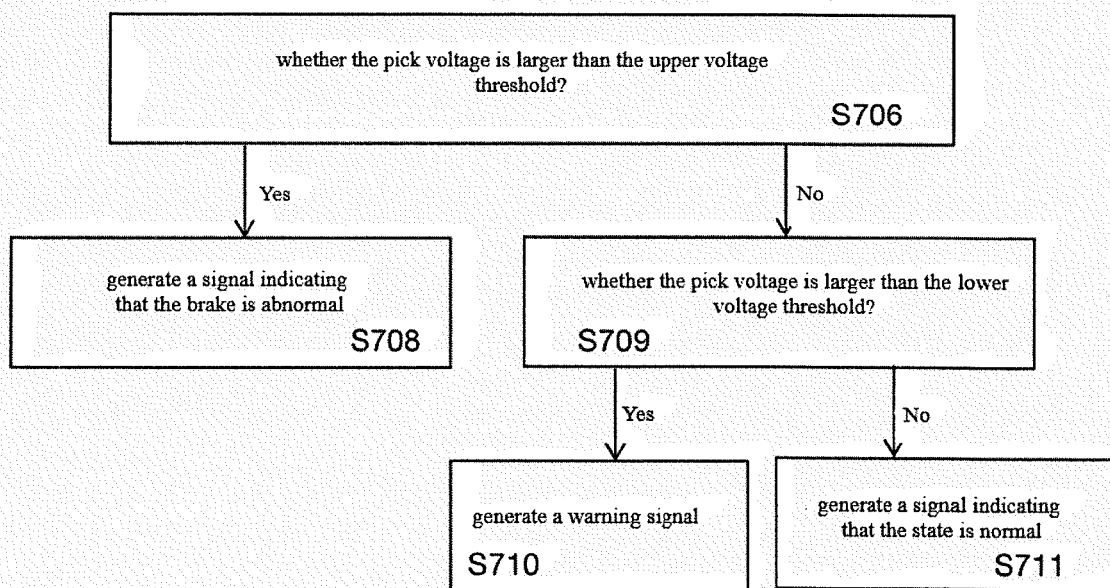 whether the pick voltage is larger than the upper voltage
threshold?
S706
Yes
No
generate a signal indicating
that the brake is abnormal
S708
whether the pick voltage is larger than the lower
voltage threshold?
S709
Yes
No
generate a warning signal
S710
generate a signal indicating
that the state is normal
S711